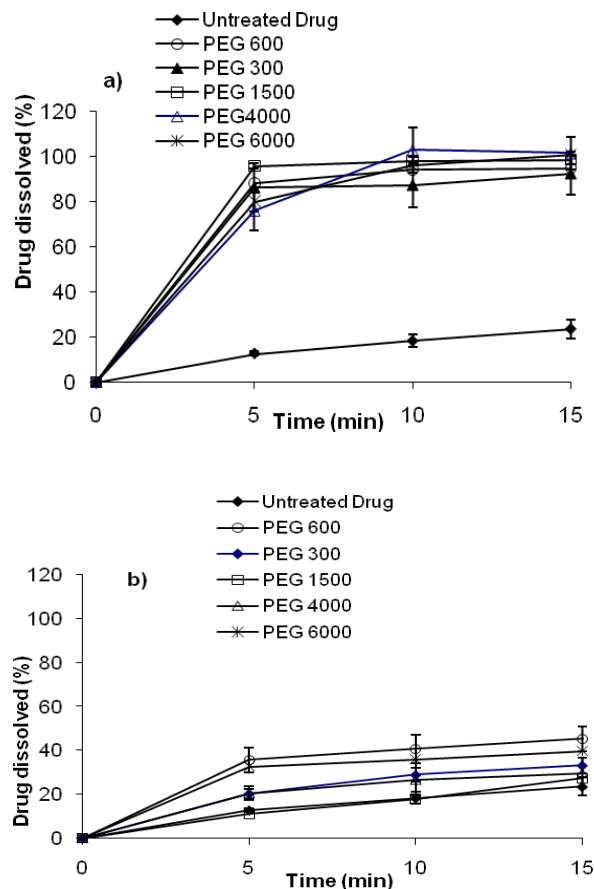 Untreated Drug
PEG 600
PEG 300
PEG 1500
PEG4000
PEG 6000
a)
120
100
80
60
40
20
0
Drug dissolved (%)
0 5 10 15
Time (min)
Untreated Drug
PEG 600
PEG 300
PEG 1500
PEG 4000
PEG 6000
b)
120
100
80
60
40
20
0
Drug dissolved (%)
0 5 10 15
Time (min)